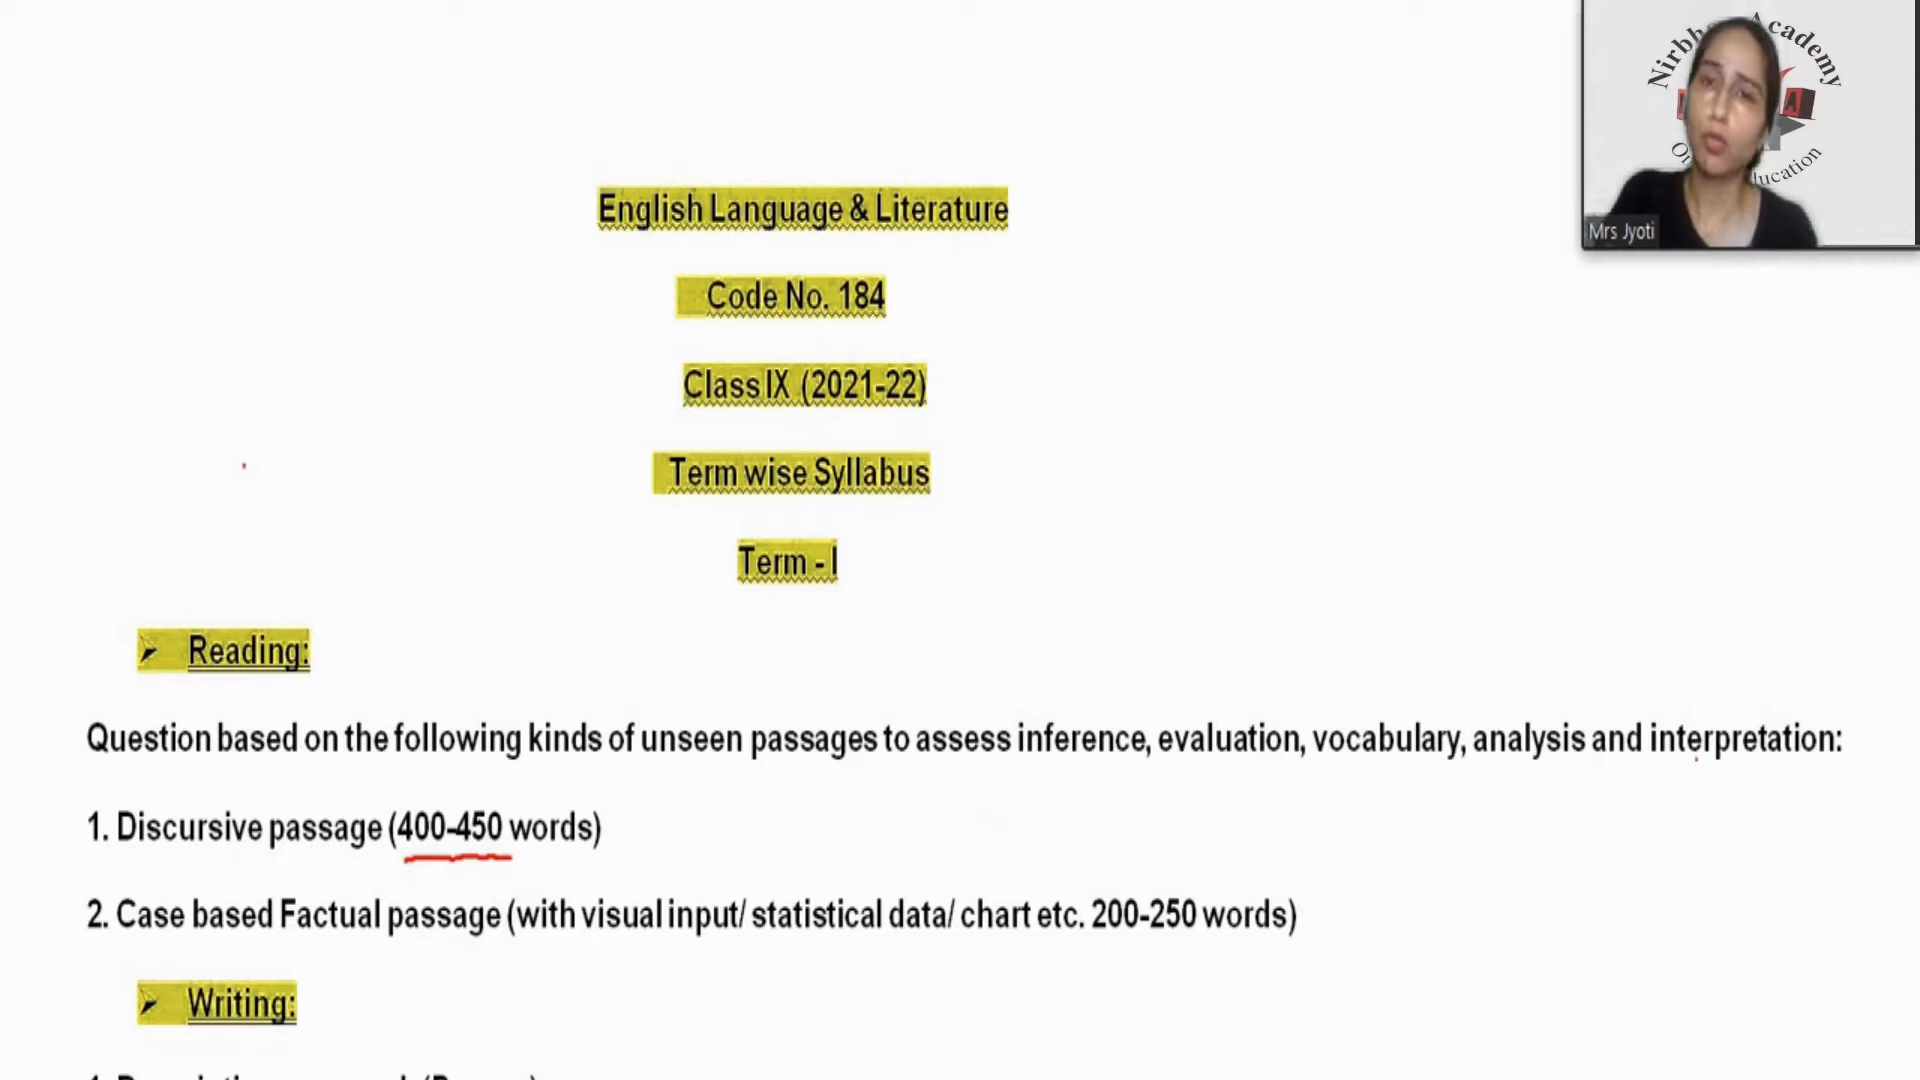 Academy
Mrs Jyoti
English Language & Literature
Code No. 184
Class IX (2021-22)
Term wise Syllabus
Term - I
Reading:
Question based on the following kinds of unseen passages to assess inference, evaluation, vocabulary, analysis and interpretation:
1. Discursive passage (400-450 words)
2. Case based Factual passage (with visual input/ statistical data/ chart etc. 200-250 words)
Writing: